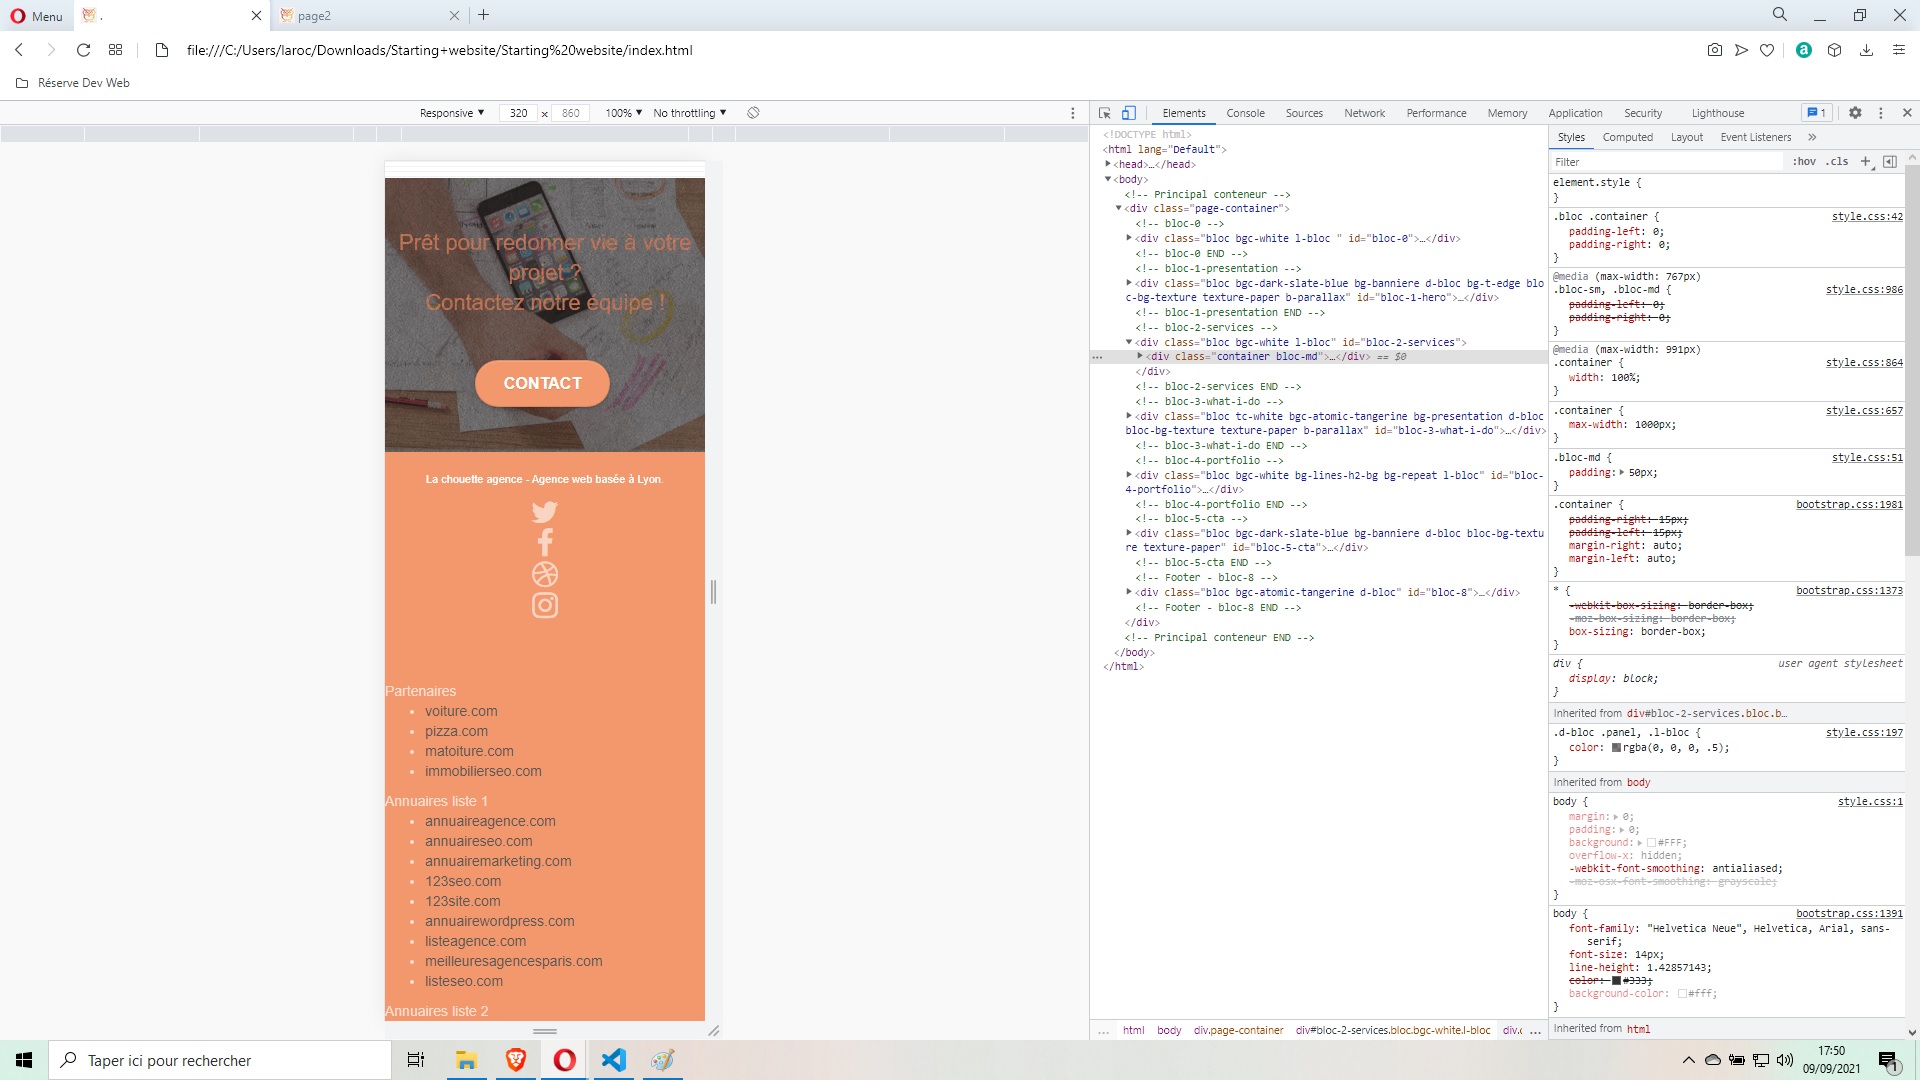 Menu
.
page2
file:///C:/Users/laroc/Downloads/Starting+website/Starting%20website/index.html
Réserve Dev Web
Responsive 320 x 860 100% No throttling
Prêt pour redonner vie à votre
projet ?
Contactez notre équipe !
CONTACT
La chouette agence - Agence web basée à Lyon.
Partenaires
voiture.com
pizza.com
matoiture.com
immobilierseo.com
Annuaires liste 1
annuaireagence.com
annuaireseo.com
annuairemarketing.com
123seo.com
123site.com
annuairewordpress.com
listeagence.com
meilleuresagencesparis.com
listeseo.com
Annuaires liste 2
Elements Console Sources Network Performance Memory Application Security Lighthouse 1
<!DOCTYPE html>
<html lang="Default">
<head>…</head>
<body>
<!-- Principal conteneur -->
<div class="page-container">
<!-- bloc-0 -->
<div class="bloc bgc-white l-bloc " id="bloc-0">…</div>
<!-- bloc-0 END -->
<!-- bloc-1-presentation -->
<div class="bloc bgc-dark-slate-blue bg-banniere d-bloc bg-t-edge blo
c-bg-texture texture-paper b-parallax" id="bloc-1-hero">…</div>
<!-- bloc-1-presentation END -->
<!-- bloc-2-services -->
<div class="bloc bgc-white l-bloc" id="bloc-2-services">
… <div class="container bloc-md">…</div> == $0
</div>
<!-- bloc-2-services END -->
<!-- bloc-3-what-i-do -->
<div class="bloc tc-white bgc-atomic-tangerine bg-presentation d-bloc
bloc-bg-texture texture-paper b-parallax" id="bloc-3-what-i-do">…</div>
<!-- bloc-3-what-i-do END -->
<!-- bloc-4-portfolio -->
<div class="bloc bgc-white bg-lines-h2-bg bg-repeat l-bloc" id="bloc-
4-portfolio">…</div>
<!-- bloc-4-portfolio END -->
<!-- bloc-5-cta -->
<div class="bloc bgc-dark-slate-blue bg-banniere d-bloc bloc-bg-textu
re texture-paper" id="bloc-5-cta">…</div>
<!-- bloc-5-cta END -->
<!-- Footer - bloc-8 -->
<div class="bloc bgc-atomic-tangerine d-bloc" id="bloc-8">…</div>
<!-- Footer - bloc-8 END -->
</div>
<!-- Principal conteneur END -->
</body>
</html>
… html body div.page-container div#bloc-2-services.bloc.bgc-white.l-bloc div.c …
Styles Computed Layout Event Listeners »
Filter :hov .cls +
element.style {
}
.bloc .container { style.css:42
padding-left: 0;
padding-right: 0;
}
@media (max-width: 767px)
.bloc-sm, .bloc-md { style.css:986
padding-left: 0;
padding-right: 0;
}
@media (max-width: 991px)
.container { style.css:864
width: 100%;
}
.container { style.css:657
max-width: 1000px;
}
.bloc-md { style.css:51
padding: 50px;
}
.container { bootstrap.css:1981
padding-right: 15px;
padding-left: 15px;
margin-right: auto;
margin-left: auto;
}
* { bootstrap.css:1373
-webkit-box-sizing: border-box;
-moz-box-sizing: border-box;
box-sizing: border-box;
}
div { user agent stylesheet
display: block;
}
Inherited from div#bloc-2-services.bloc.b…
.d-bloc .panel, .l-bloc { style.css:197
color: rgba(0, 0, 0, .5);
}
Inherited from body
body { style.css:1
margin: 0;
padding: 0;
background: #FFF;
overflow-x: hidden;
-webkit-font-smoothing: antialiased;
-moz-osx-font-smoothing: grayscale;
}
body { bootstrap.css:1391
font-family: "Helvetica Neue", Helvetica, Arial, sans-
serif;
font-size: 14px;
line-height: 1.42857143;
color: #333;
background-color: #fff;
}
Inherited from html
Taper ici pour rechercher
17:50
09/09/2021
1